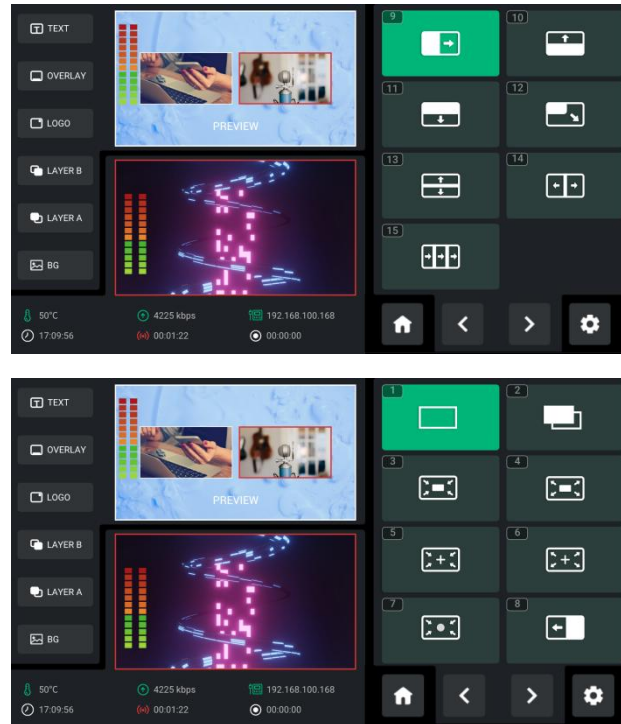 TEXT
OVERLAY
LOGO
LAYER B
LAYER A
BG
PREVIEW
50°C
4225 kbps
192.168.100.168
17:09:56
00:01:22
00:00:00
9
10
11
12
13
14
15
TEXT
OVERLAY
LOGO
LAYER B
LAYER A
BG
PREVIEW
50°C
4225 kbps
192.168.100.168
17:09:56
00:01:22
00:00:00
1
2
3
4
5
6
7
8